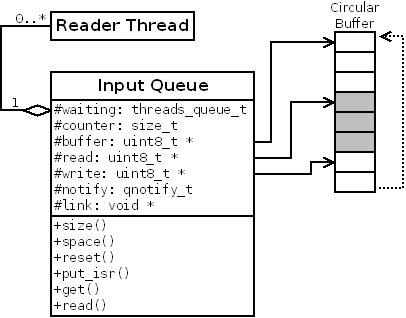 Circular
Buffer
0..*
Reader Thread
1
Input Queue
#waiting: threads_queue_t
#counter: size_t
#buffer: uint8_t *
#read: uint8_t *
#write: uint8_t *
#notify: qnotify_t
#link: void *
+size()
+space()
+reset()
+put_isr()
+get()
+read()